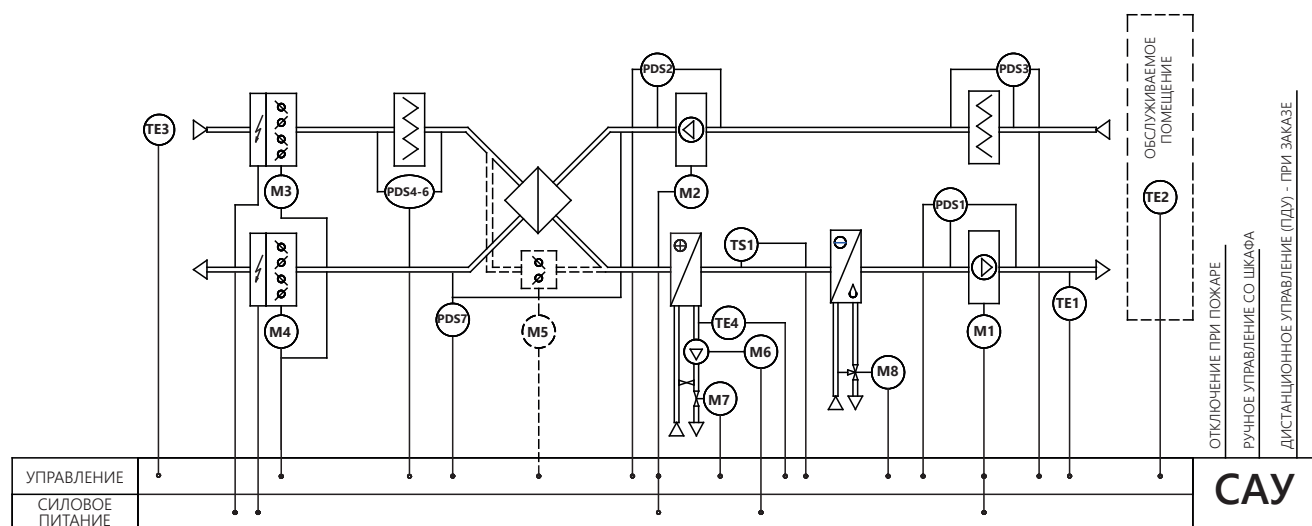 PDS2
PDS3
TE3
M3
PDS4-6
M2
TE2
ОБСЛУЖИВАЕМОЕ
ПОМЕЩЕНИЕ
PDS1
TS1
M4
PDS7
M5
TE4
M6
M7
M8
M1
TE1
ОТКЛЮЧЕНИЕ ПРИ ПОЖАРЕ
РУЧНОЕ УПРАВЛЕНИЕ СО ШКАФА
ДИСТАНЦИОННОЕ УПРАВЛЕНИЕ (ПДУ) - ПРИ ЗАКАЗЕ
УПРАВЛЕНИЕ
СИЛОВОЕ
ПИТАНИЕ
САУ